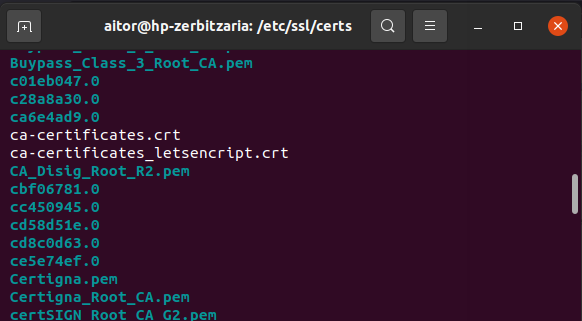 aitor@hp-zerbitzaria: /etc/ssl/certs
Buypass_Class_3_Root_CA.pem
c01eb047.0
c28a8a30.0
ca6e4ad9.0
ca-certificates.crt
ca-certificates_letsencript.crt
CA_Disig_Root_R2.pem
cbf06781.0
cc450945.0
cd58d51e.0
cd8c0d63.0
ce5e74ef.0
Certigna.pem
Certigna_Root_CA.pem
certSIGN_Root_CA_G2.pem